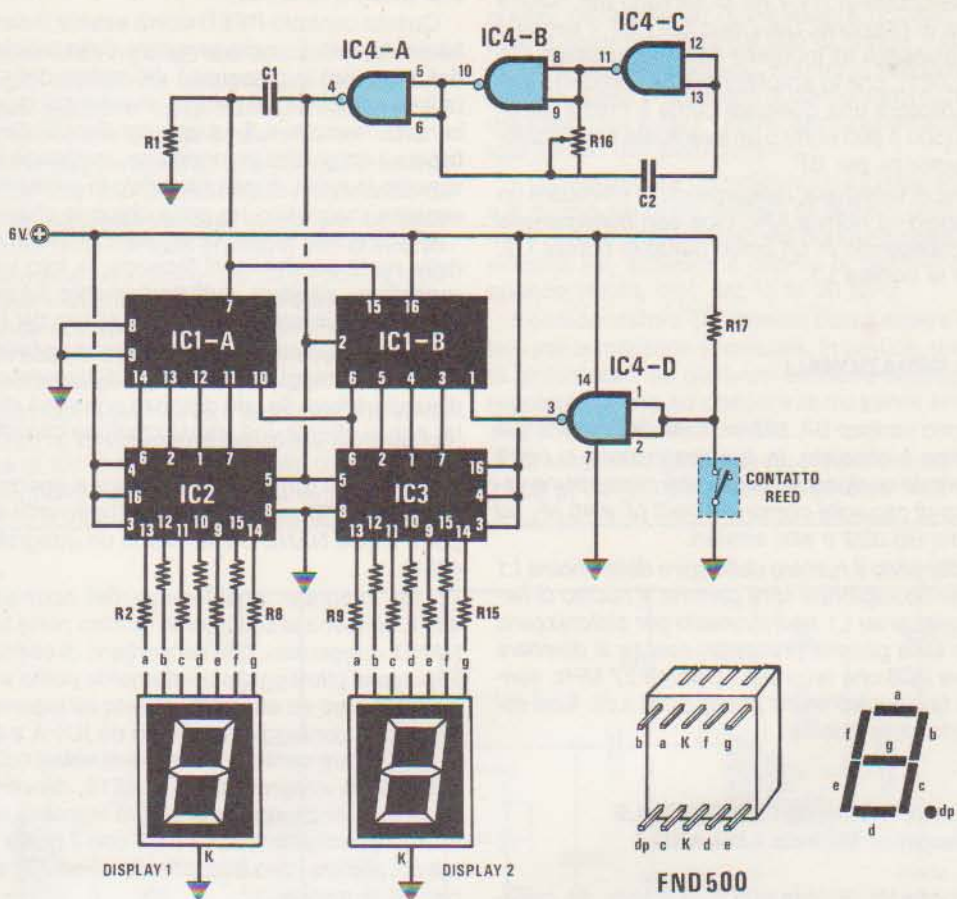 IC4-A
IC4-B
IC4-C
C1
4
5
6
10
8
9
11
12
13
R1
R16
C2
6V.
7
15
16
8
9
IC1-A
2
IC1-B
14 13 12 11 10
6 5 4 3 1
R17
IC4-D
14
3
1
2
CONTATTO
REED
6 2 1 7
4
16
3
IC2
5
8
13 12 11 10 9 15 14
6 2 1 7
5
8
IC3
16
4
3
13 12 11 10 9 15 14
R2
R8
R9
R15
a b c d e f g
a b c d e f g
K
K
DISPLAY 1
DISPLAY 2
b a K f g
dp c K d e
FND500
a
f
b
g
e
c
d
dp